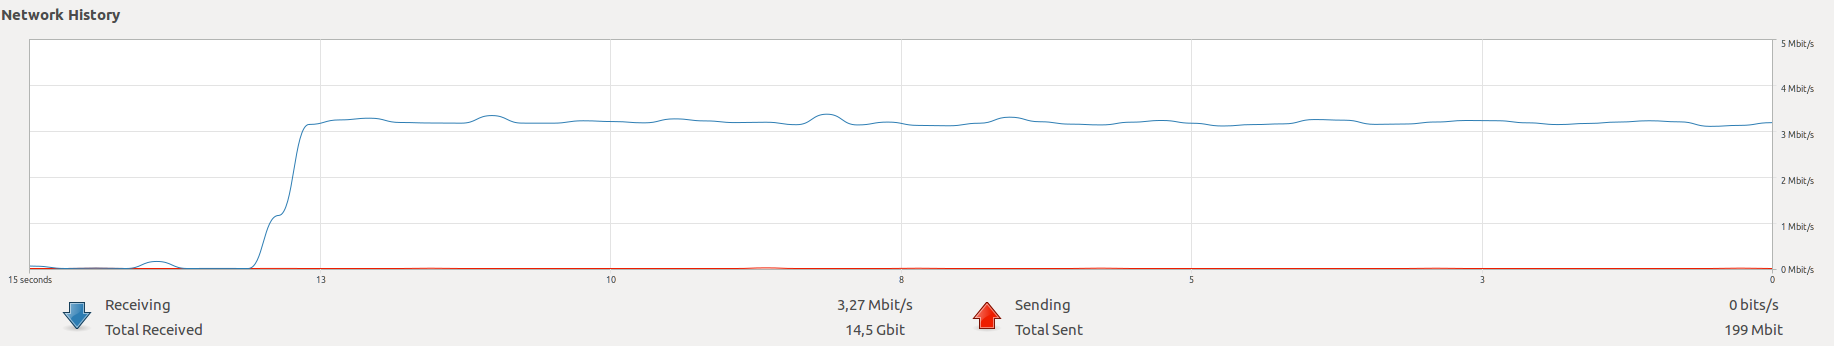 Network History
5 Mbit/s
4 Mbit/s
3 Mbit/s
2 Mbit/s
1 Mbit/s
0 Mbit/s
15 seconds 13 10 8 5 3 0
Receiving 3,27 Mbit/s Sending 0 bits/s
Total Received 14,5 Gbit Total Sent 199 Mbit